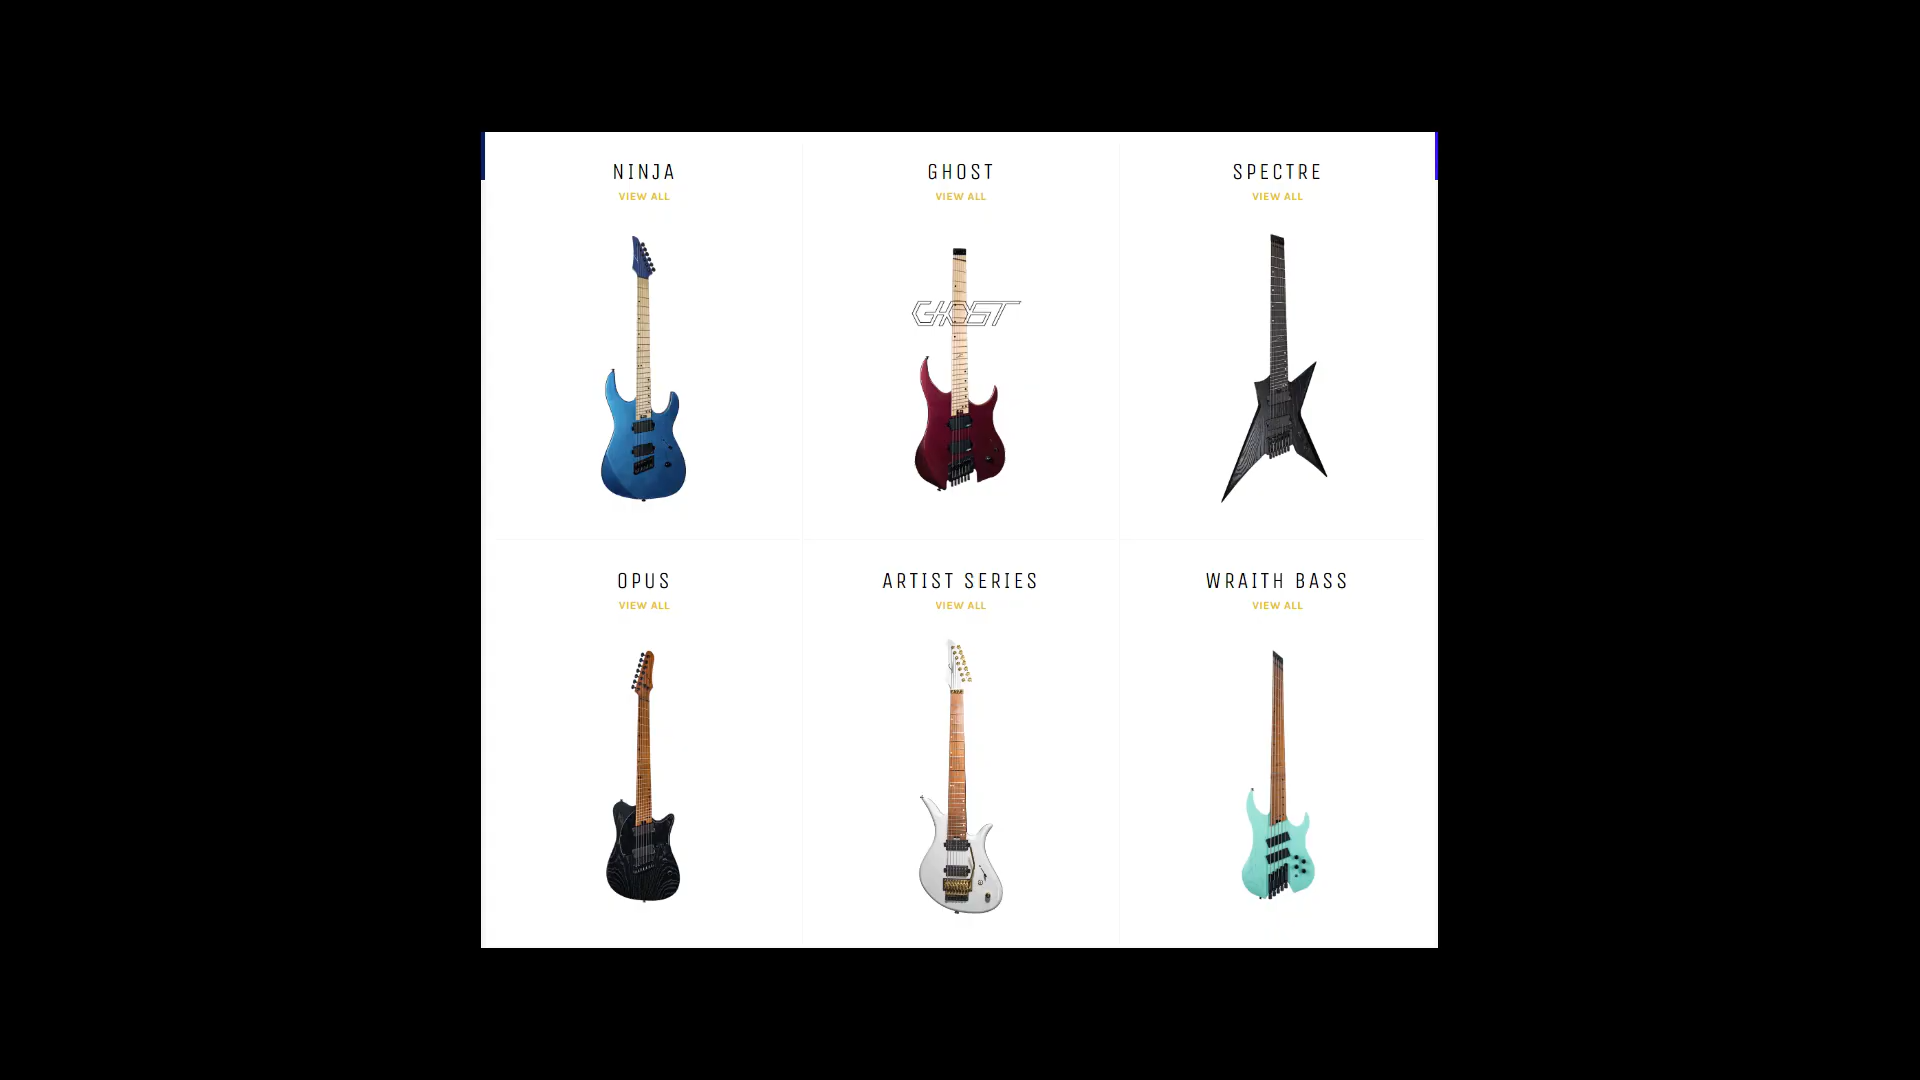 NINJA
VIEW ALL
GHOST
VIEW ALL
SPECTRE
VIEW ALL
GHOST
OPUS
VIEW ALL
ARTIST SERIES
VIEW ALL
WRAITH BASS
VIEW ALL